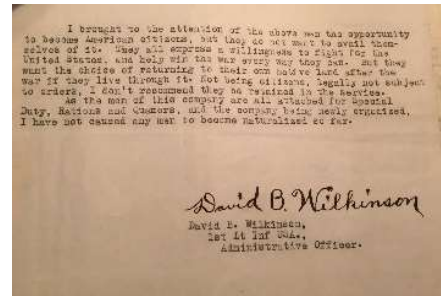 I brought to the attention of the above men the opportunity
to become American citizens, but they do not want to avail them-
selves of it. They all express a willingness to fight for the
United States, and help win the war every way they can. But they
want the choice of returning to their own native land after the
war if they live through it. Not being citizens, legally not subject
to orders, I don't recommend they be retained in the Service.
As the men of this company are all attached for Special
Duty, Rations and Quarors, and the company being newly organized,
I have not caused any men to become naturalized so far.
David B. Wilkinson
David B. Wilkinson,
1st Lt Inf USA.,
Administrative Officer.